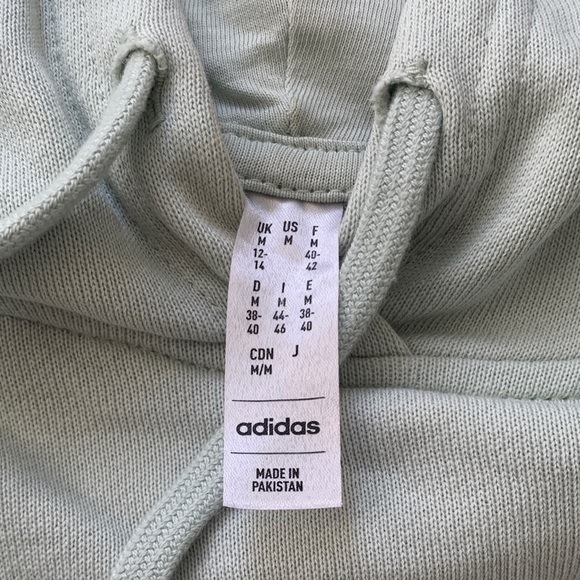 UK US F
M M M
12- 40-
14 42
D I E
M M M
38- 44- 38-
40 46 40
CDN J
M/M
adidas
MADE IN
PAKISTAN